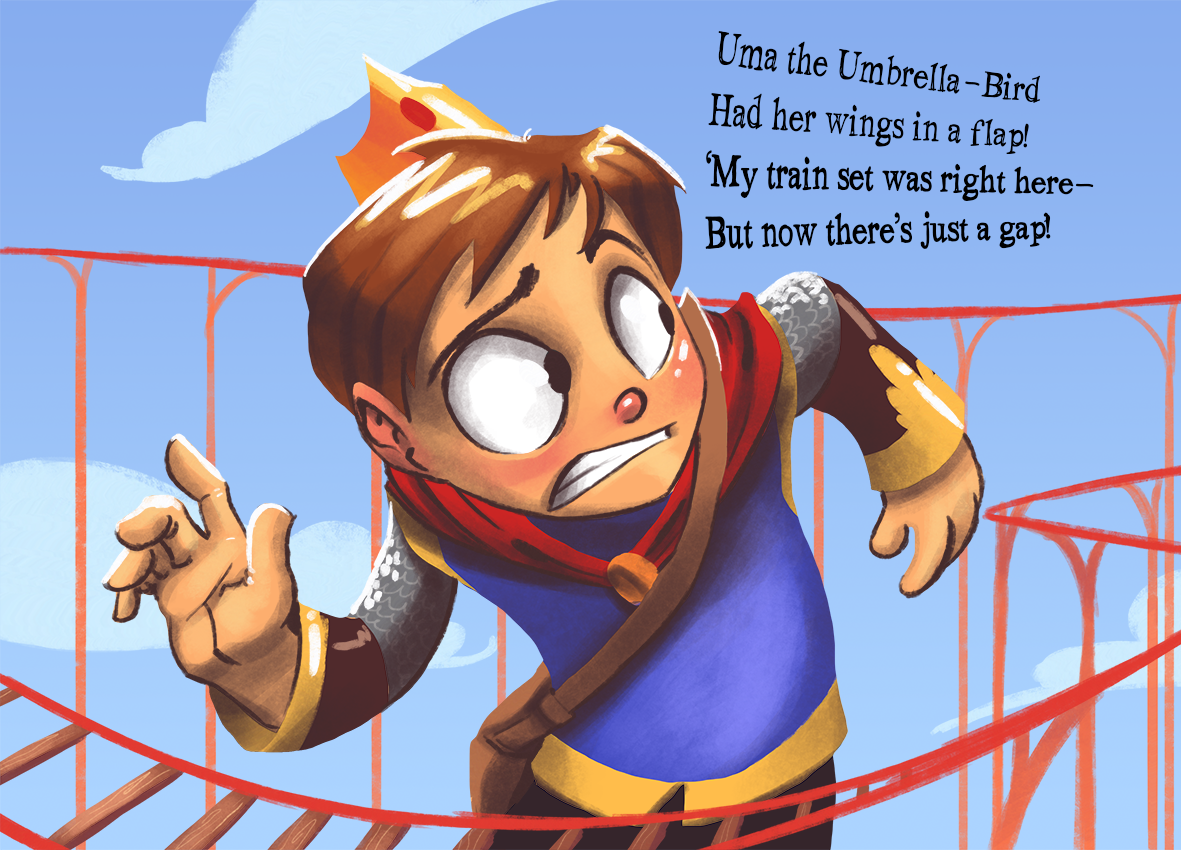 Uma the Umbrella-Bird
Had her wings in a flap!
‘My train set was right here–
But now there’s just a gap!